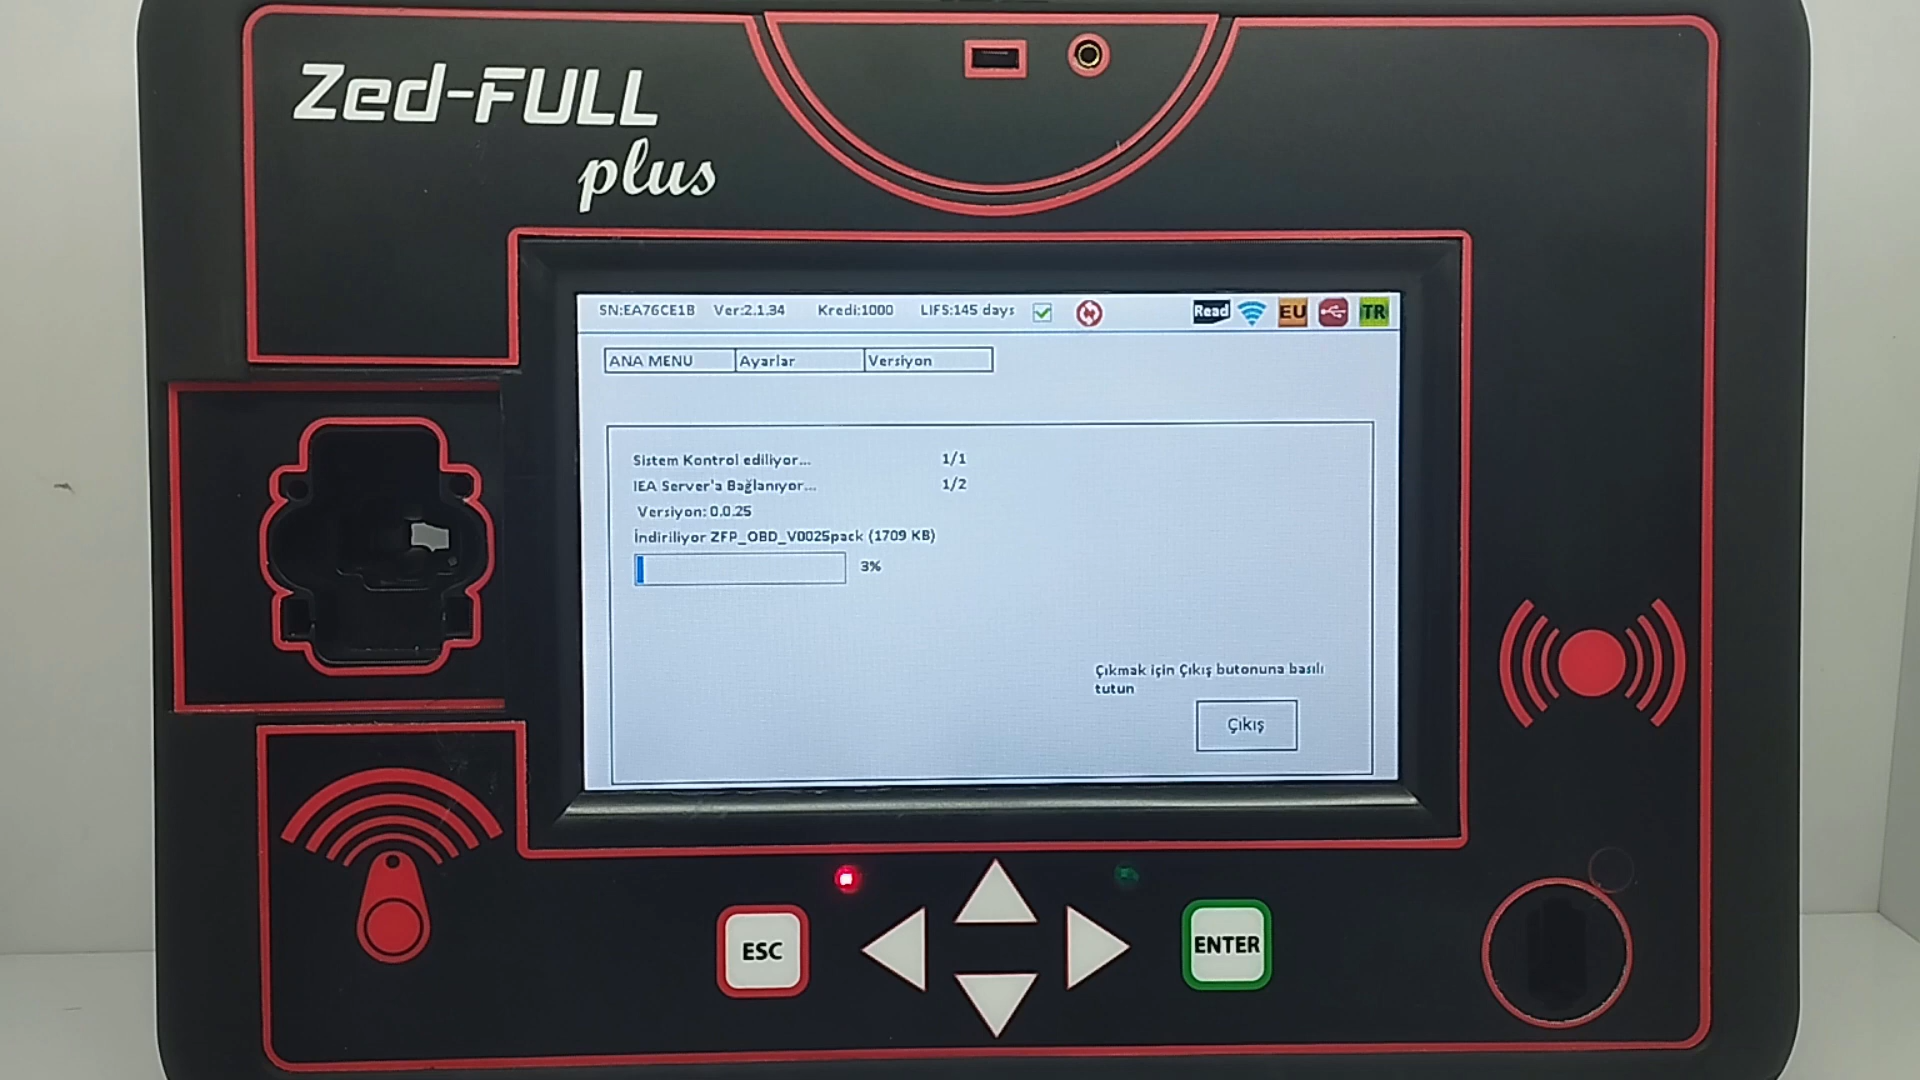 Zed-FULL
plus
SN:EA76CE1B Ver:2.1.34 Kredi:1000 LIFS:145 days Read EU TR
ANA MENU Ayarlar Versiyon
Sistem Kontrol ediliyor... 1/1
IEA Server'a Bağlanıyor... 1/2
Versiyon: 0.0.25
İndiriliyor ZFP_OBD_V0025pack (1709 KB)
3%
Çıkmak için Çıkış butonuna basılı
tutun
Çıkış
ESC
ENTER